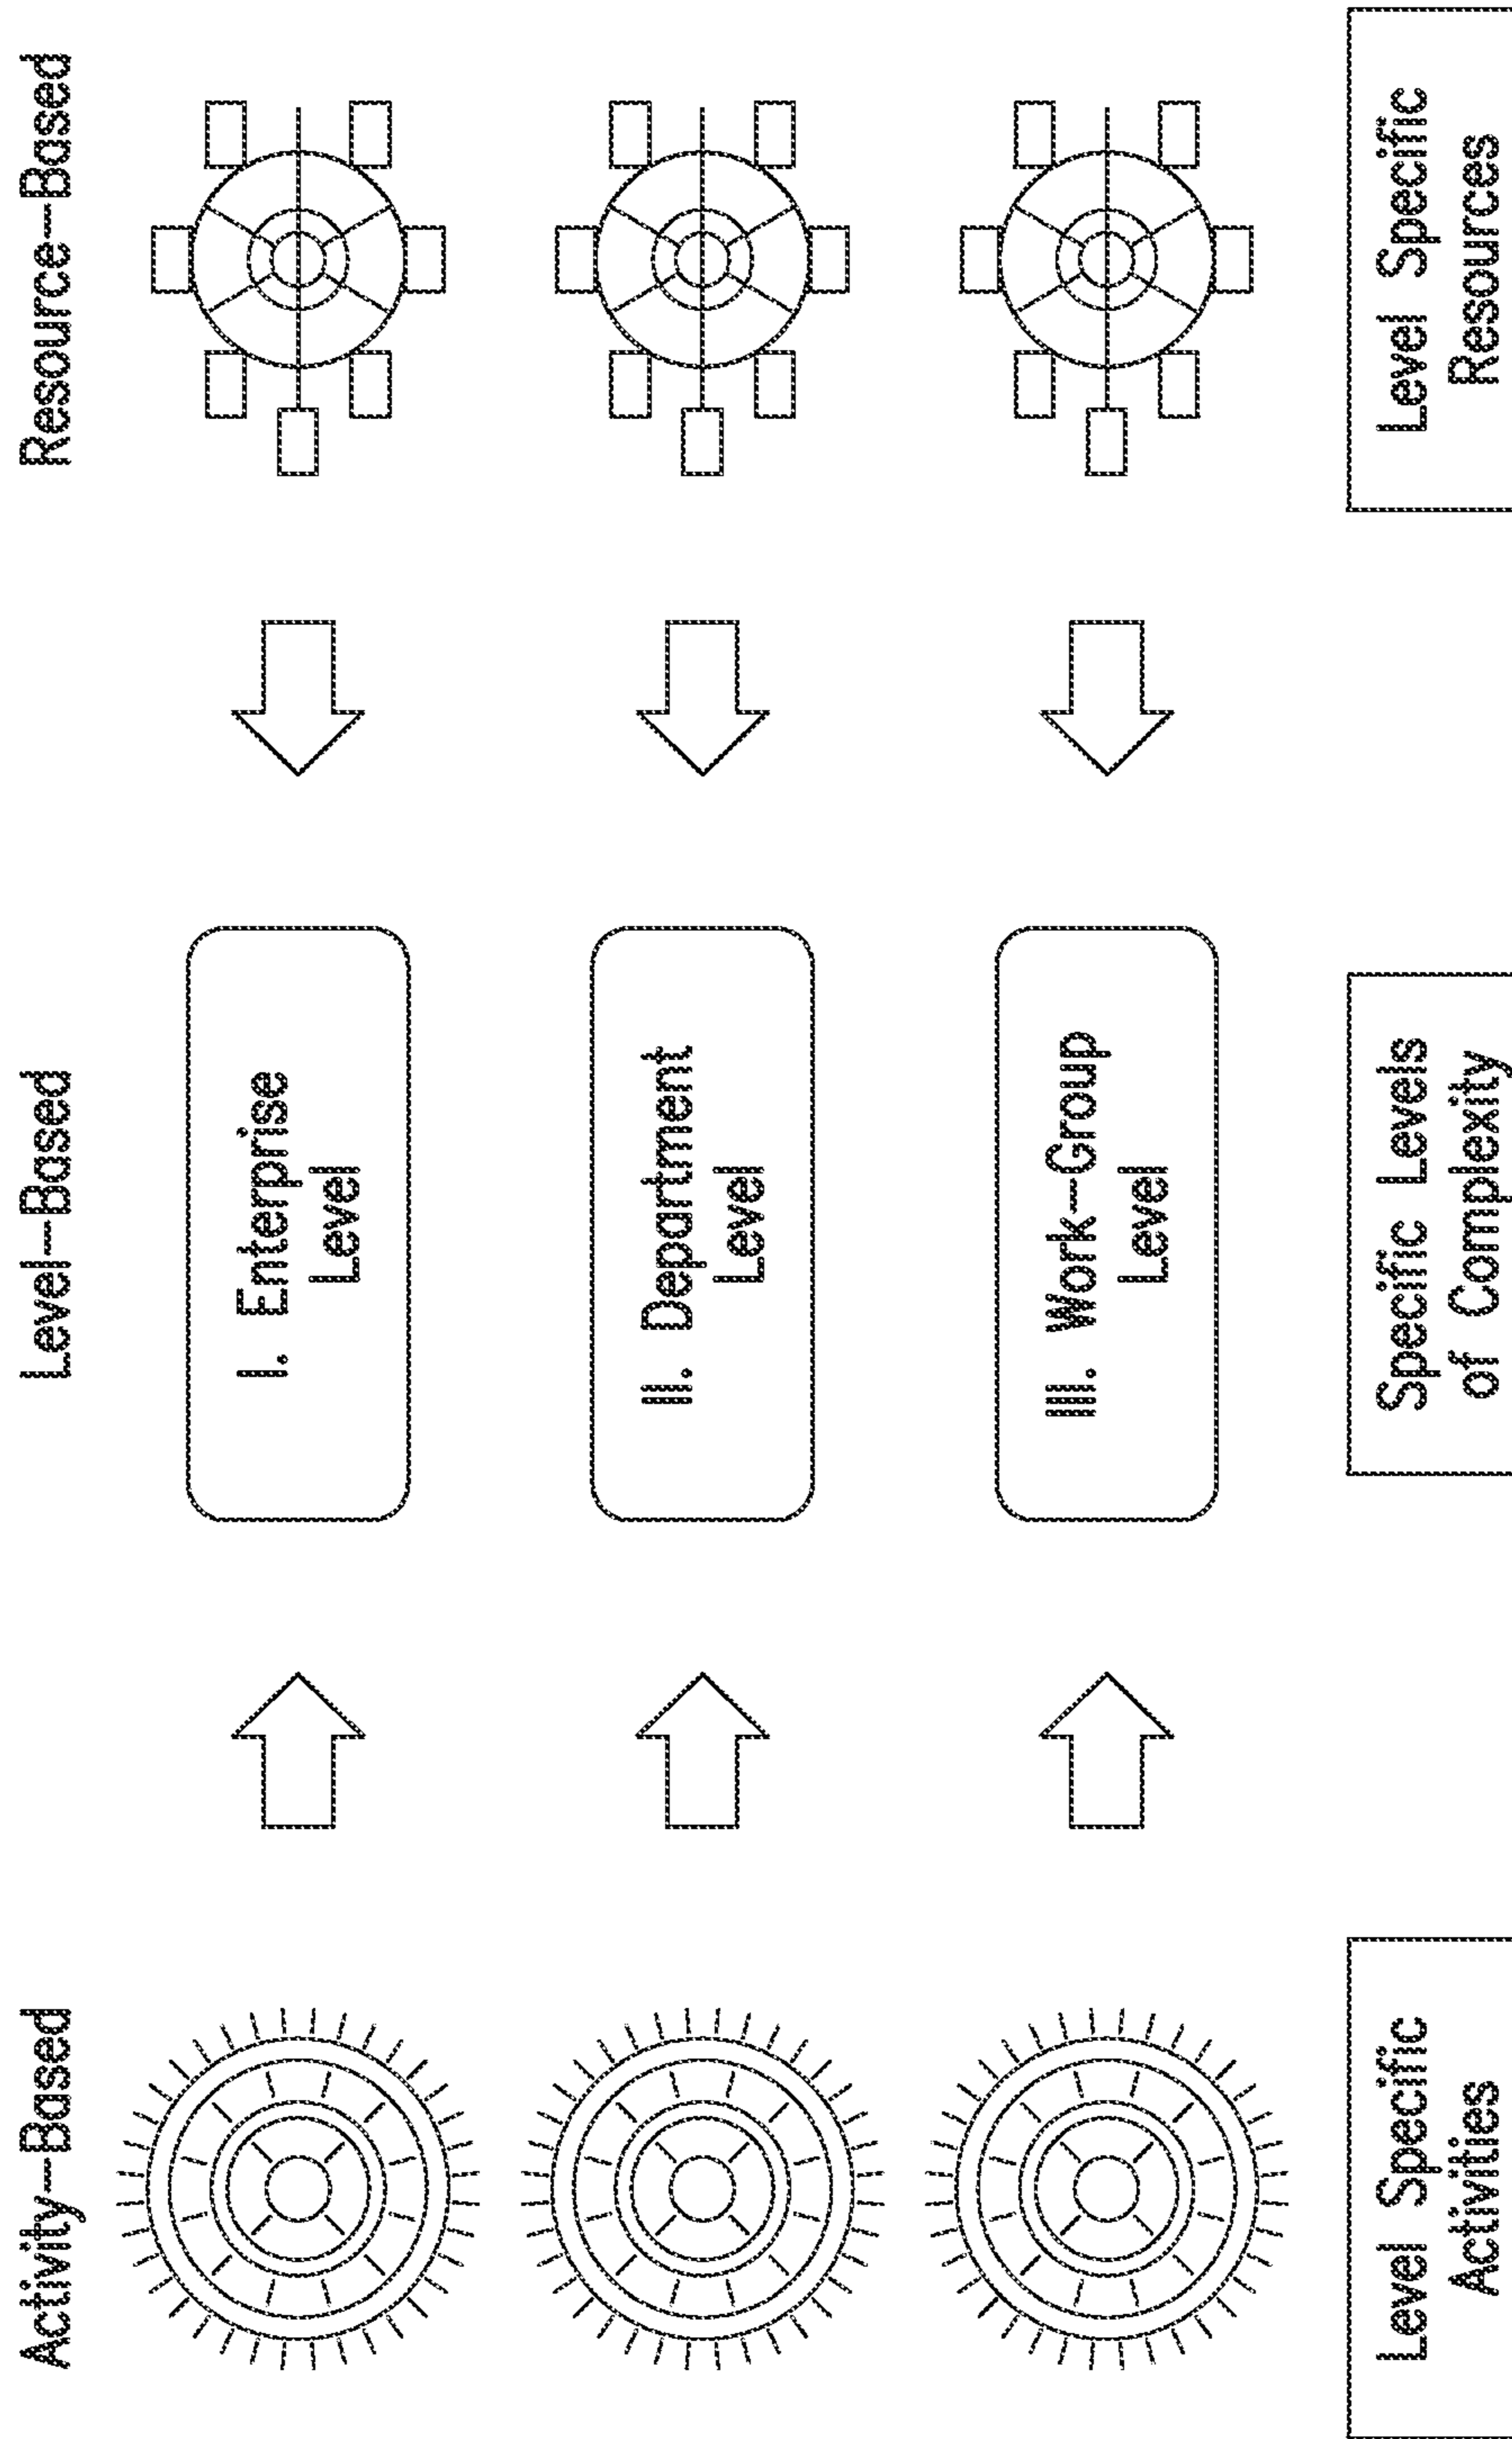 Activity–Based
Level–Based
Resource–Based
I. Enterprise
Level
II. Department
Level
III. Work–Group
Level
Level Specific
Activities
Specific Levels
of Complexity
Level Specific
Resources